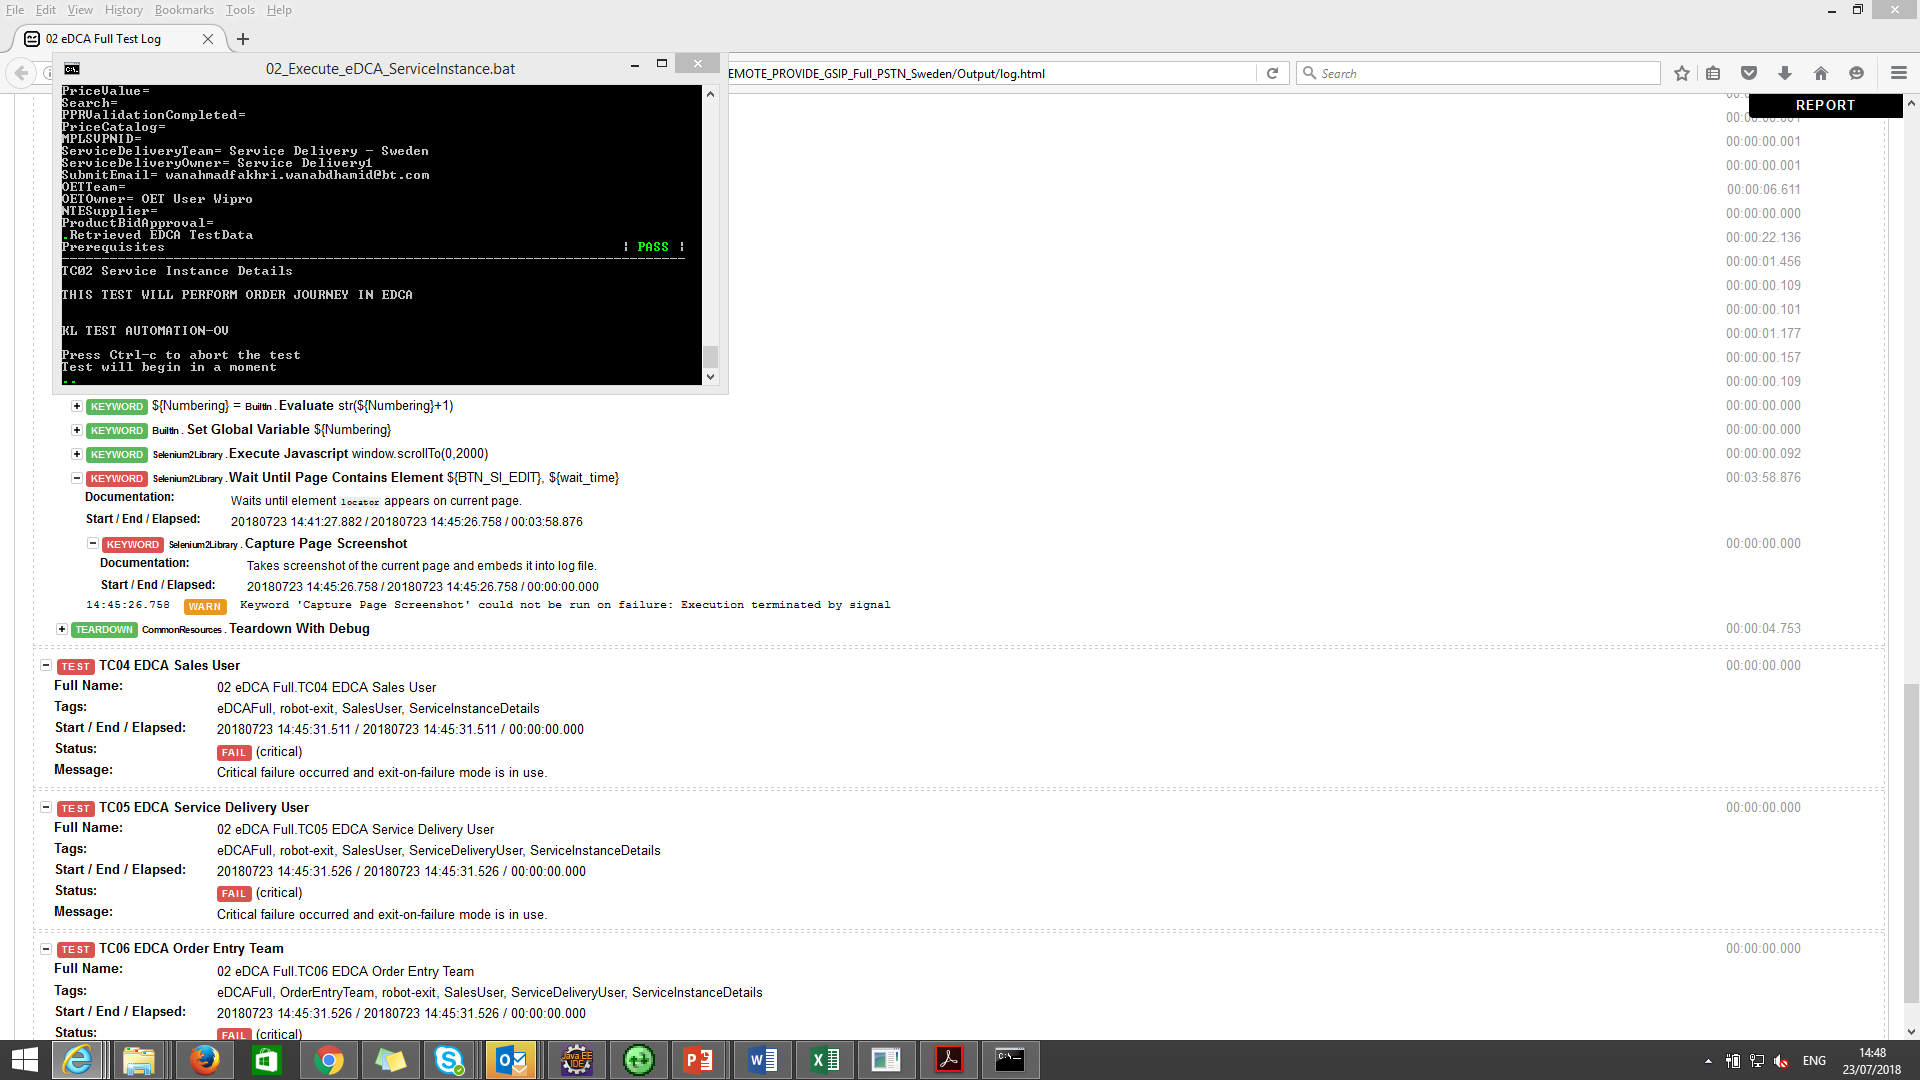 File Edit View History Bookmarks Tools Help
02 eDCA Full Test Log
02_Execute_eDCA_ServiceInstance.bat
EMOTE_PROVIDE_GSIP_Full_PSTN_Sweden/Output/log.html
Search
REPORT
PriceValue=
Search=
PPRValidationCompleted=
PriceCatalog=
MPLSVPNID=
ServiceDeliveryTeam= Service Delivery - Sweden
ServiceDeliveryOwner= Service Delivery1
SubmitEmail= wanahmadfakhri.wanabdhamid@bt.com
OETTeam=
OETOwner= OET User Wipro
NTESupplier=
ProductBidApproval=
.Retrieved EDCA TestData
Prerequisites | PASS |
TC02 Service Instance Details
THIS TEST WILL PERFORM ORDER JOURNEY IN EDCA
KL TEST AUTOMATION-OV
Press Ctrl-c to abort the test
Test will begin in a moment
..
00:00:00.001
00:00:00.001
00:00:00.001
00:00:06.611
00:00:00.000
00:00:22.136
00:00:01.456
00:00:00.109
00:00:00.101
00:00:01.177
00:00:00.157
00:00:00.109
KEYWORD ${Numbering} = BuiltIn . Evaluate str(${Numbering}+1) 00:00:00.000
KEYWORD BuiltIn . Set Global Variable ${Numbering} 00:00:00.000
KEYWORD Selenium2Library . Execute Javascript window.scrollTo(0,2000) 00:00:00.092
KEYWORD Selenium2Library . Wait Until Page Contains Element ${BTN_SI_EDIT}, ${wait_time} 00:03:58.876
Documentation: Waits until element locator appears on current page.
Start / End / Elapsed: 20180723 14:41:27.882 / 20180723 14:45:26.758 / 00:03:58.876
KEYWORD Selenium2Library . Capture Page Screenshot 00:00:00.000
Documentation: Takes screenshot of the current page and embeds it into log file.
Start / End / Elapsed: 20180723 14:45:26.758 / 20180723 14:45:26.758 / 00:00:00.000
14:45:26.758 WARN Keyword 'Capture Page Screenshot' could not be run on failure: Execution terminated by signal
TEARDOWN CommonResources . Teardown With Debug 00:00:04.753
TEST TC04 EDCA Sales User 00:00:00.000
Full Name: 02 eDCA Full.TC04 EDCA Sales User
Tags: eDCAFull, robot-exit, SalesUser, ServiceInstanceDetails
Start / End / Elapsed: 20180723 14:45:31.511 / 20180723 14:45:31.511 / 00:00:00.000
Status: FAIL (critical)
Message: Critical failure occurred and exit-on-failure mode is in use.
TEST TC05 EDCA Service Delivery User 00:00:00.000
Full Name: 02 eDCA Full.TC05 EDCA Service Delivery User
Tags: eDCAFull, robot-exit, SalesUser, ServiceDeliveryUser, ServiceInstanceDetails
Start / End / Elapsed: 20180723 14:45:31.526 / 20180723 14:45:31.526 / 00:00:00.000
Status: FAIL (critical)
Message: Critical failure occurred and exit-on-failure mode is in use.
TEST TC06 EDCA Order Entry Team 00:00:00.000
Full Name: 02 eDCA Full.TC06 EDCA Order Entry Team
Tags: eDCAFull, OrderEntryTeam, robot-exit, SalesUser, ServiceDeliveryUser, ServiceInstanceDetails
Start / End / Elapsed: 20180723 14:45:31.526 / 20180723 14:45:31.526 / 00:00:00.000
Status: FAIL (critical)
ENG
14:48
23/07/2018